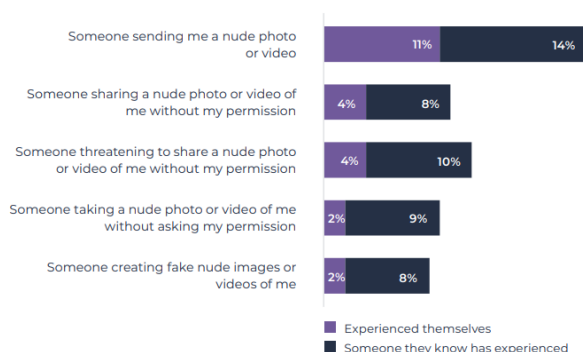 Someone sending me a nude photo
or video
11%
14%
Someone sharing a nude photo or video of
me without my permission
4%
8%
Someone threatening to share a nude photo
or video of me without my permission
4%
10%
Someone taking a nude photo or video of me
without asking my permission
2%
9%
Someone creating fake nude images or
videos of me
2%
8%
Experienced themselves
Someone they know has experienced